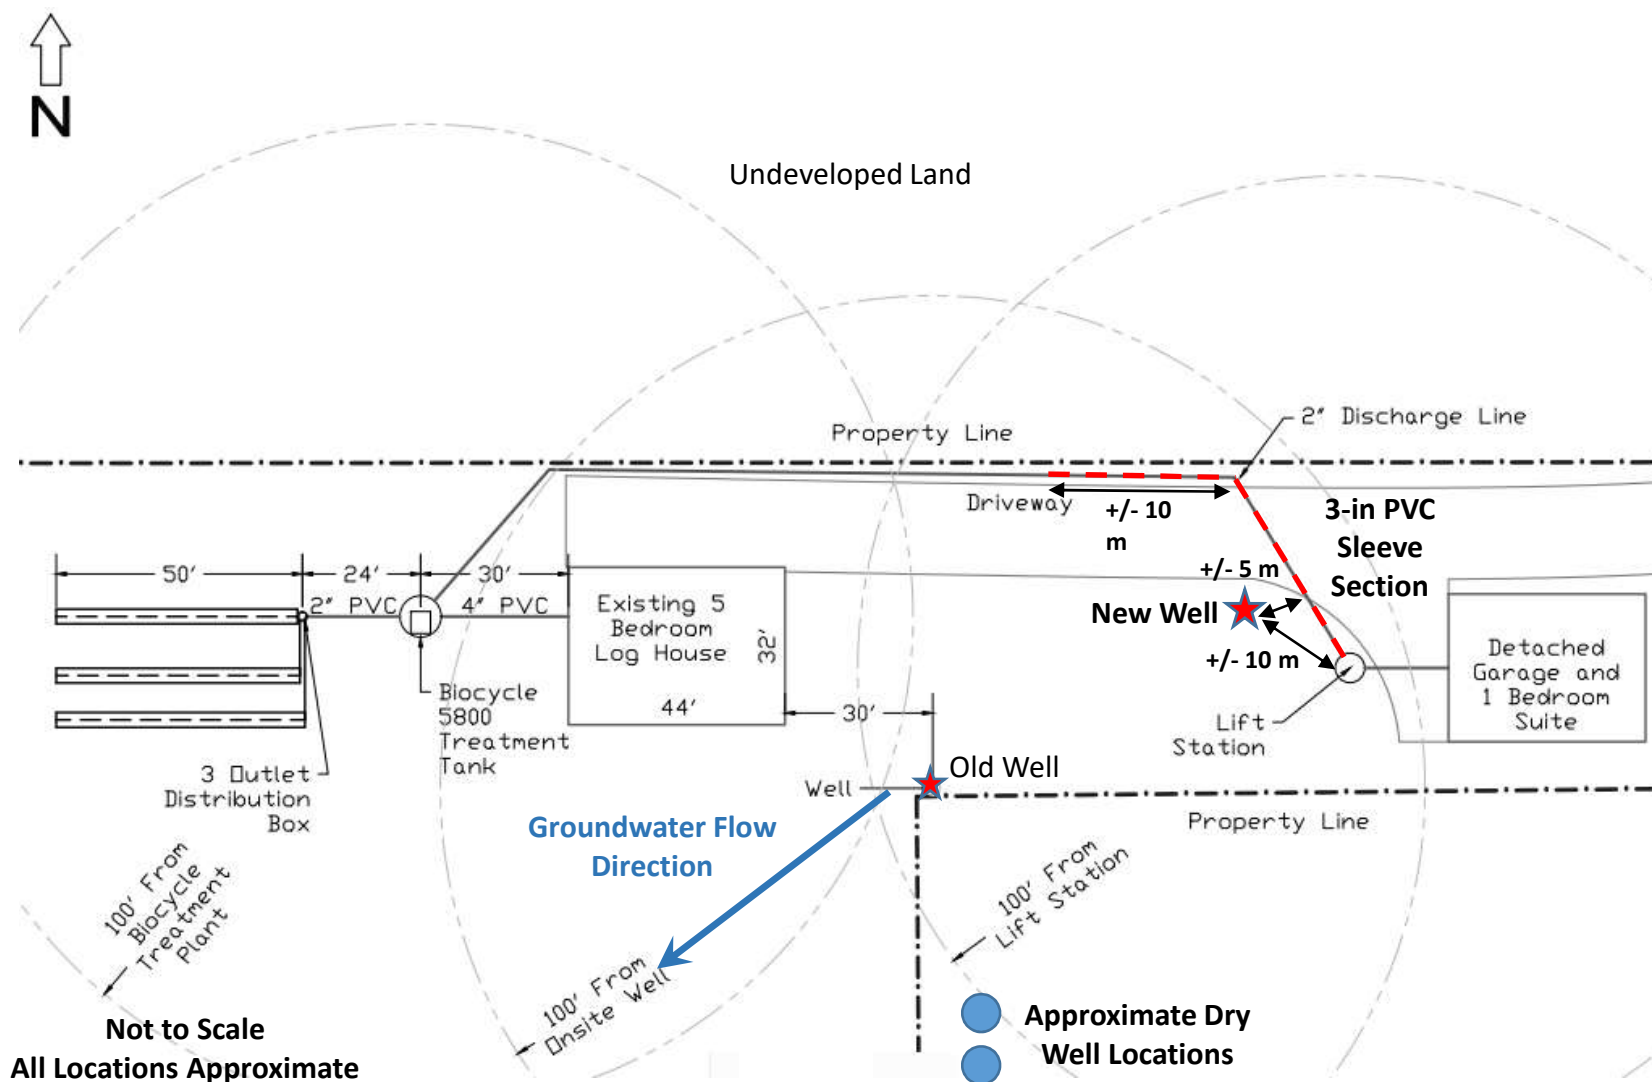 N
Undeveloped Land
Property Line
2" Discharge Line
Driveway
+/- 10
m
3-in PVC
Sleeve
Section
+/- 5 m
New Well
+/- 10 m
50'
24'
30'
2" PVC
4" PVC
Existing 5
Bedroom
Log House
32'
44'
30'
Detached
Garage and
1 Bedroom
Suite
Lift
Station
Biocycle
5800
Treatment
Tank
3 Outlet
Distribution
Box
Well
Old Well
Property Line
Groundwater Flow
Direction
100' From
Biocycle
Treatment
Plant
100' From
Onsite Well
100' From
Lift Station
Approximate Dry
Well Locations
Not to Scale
All Locations Approximate